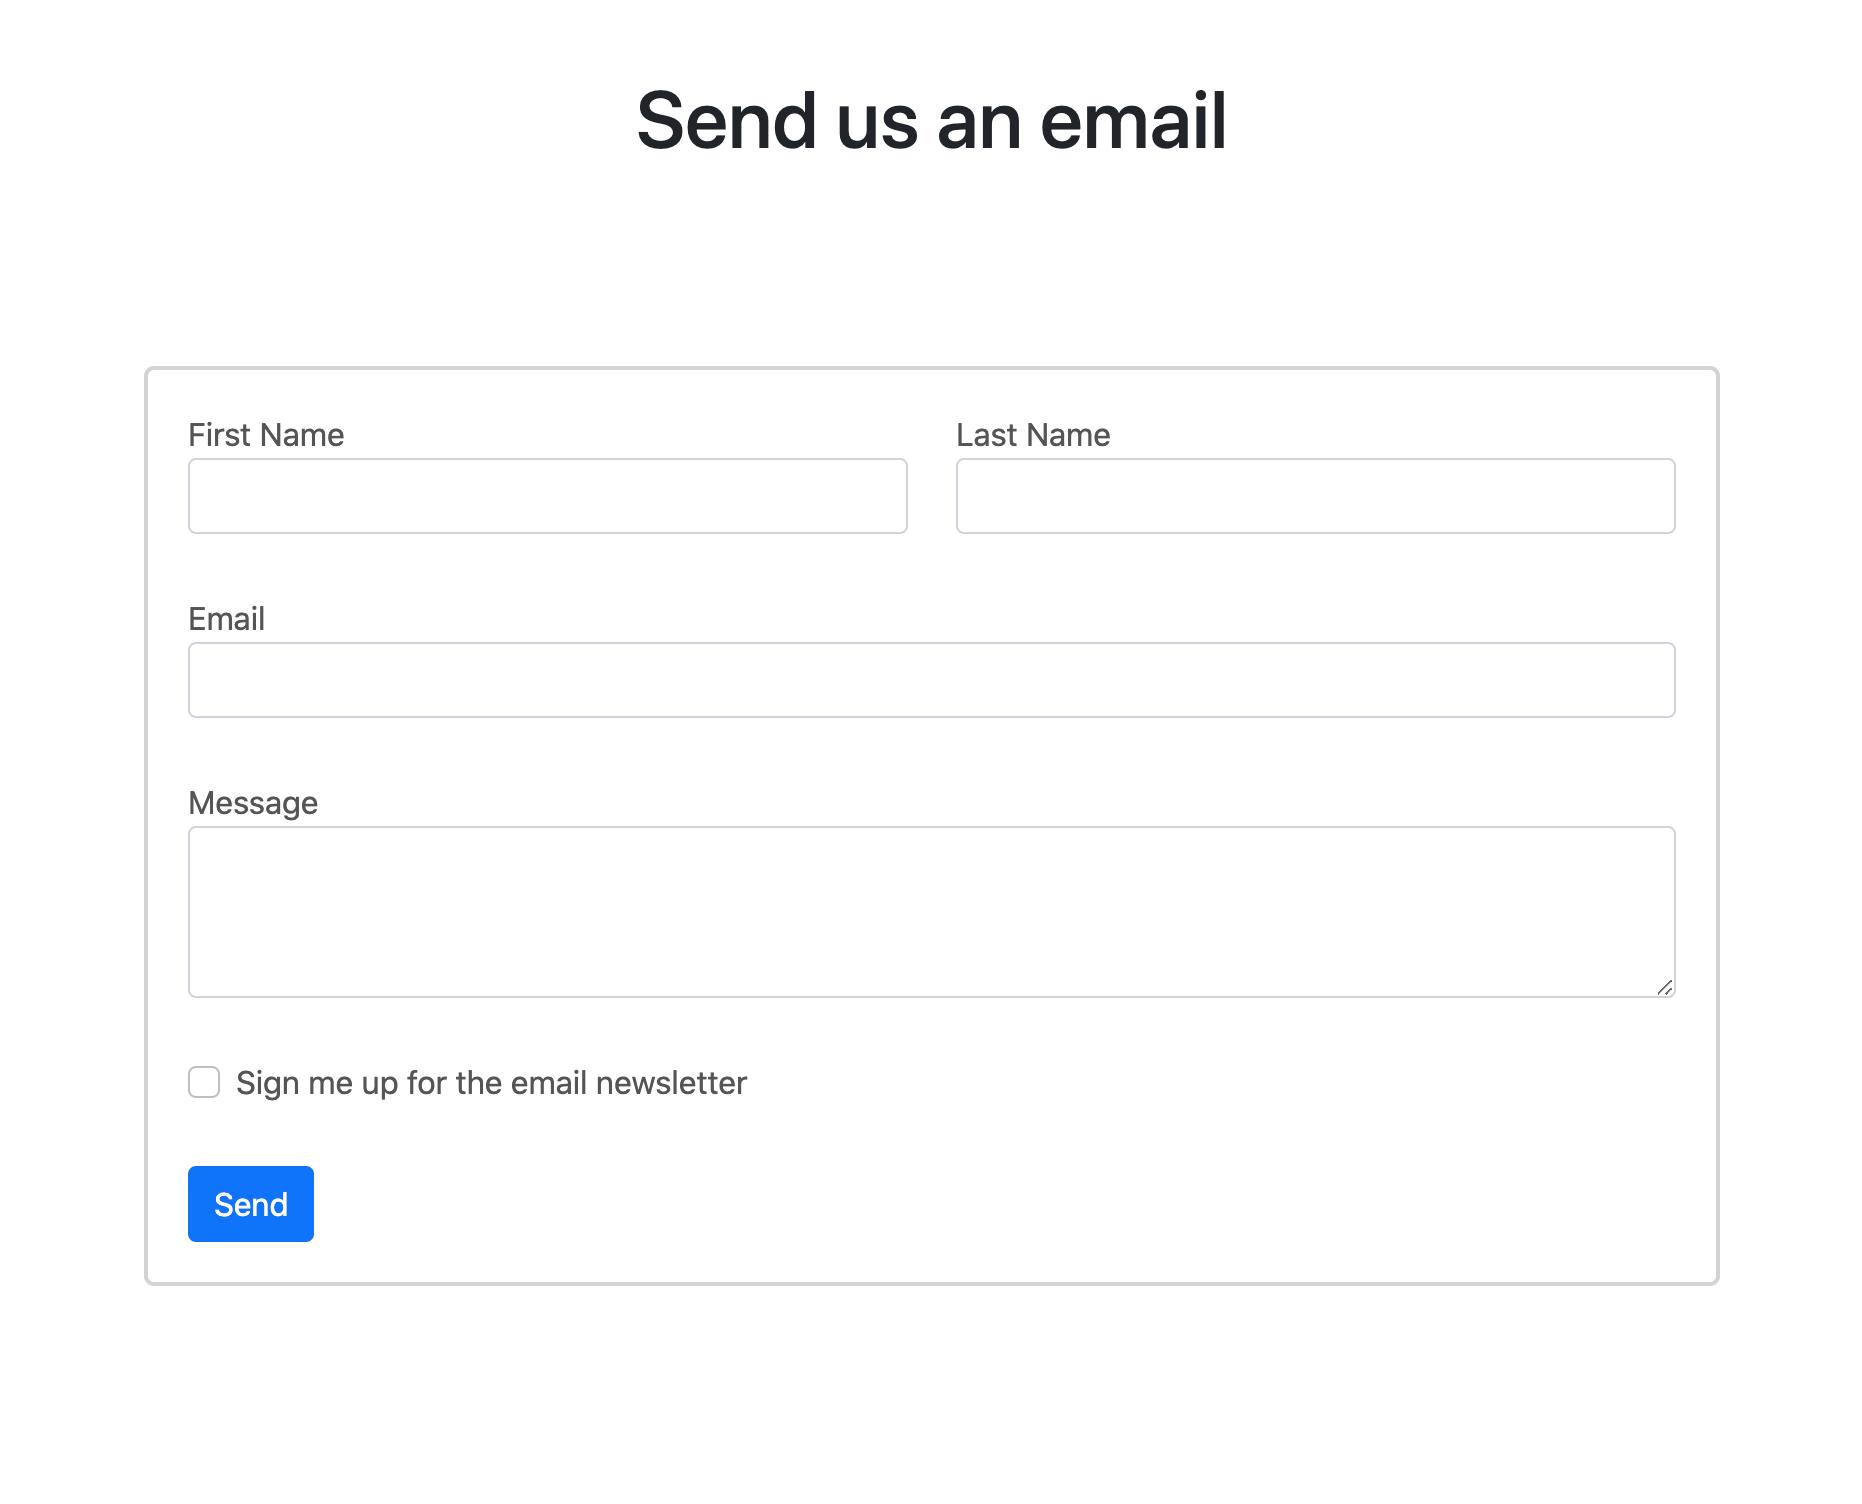 Send us an email
First Name
Last Name
Email
Message
Sign me up for the email newsletter
Send